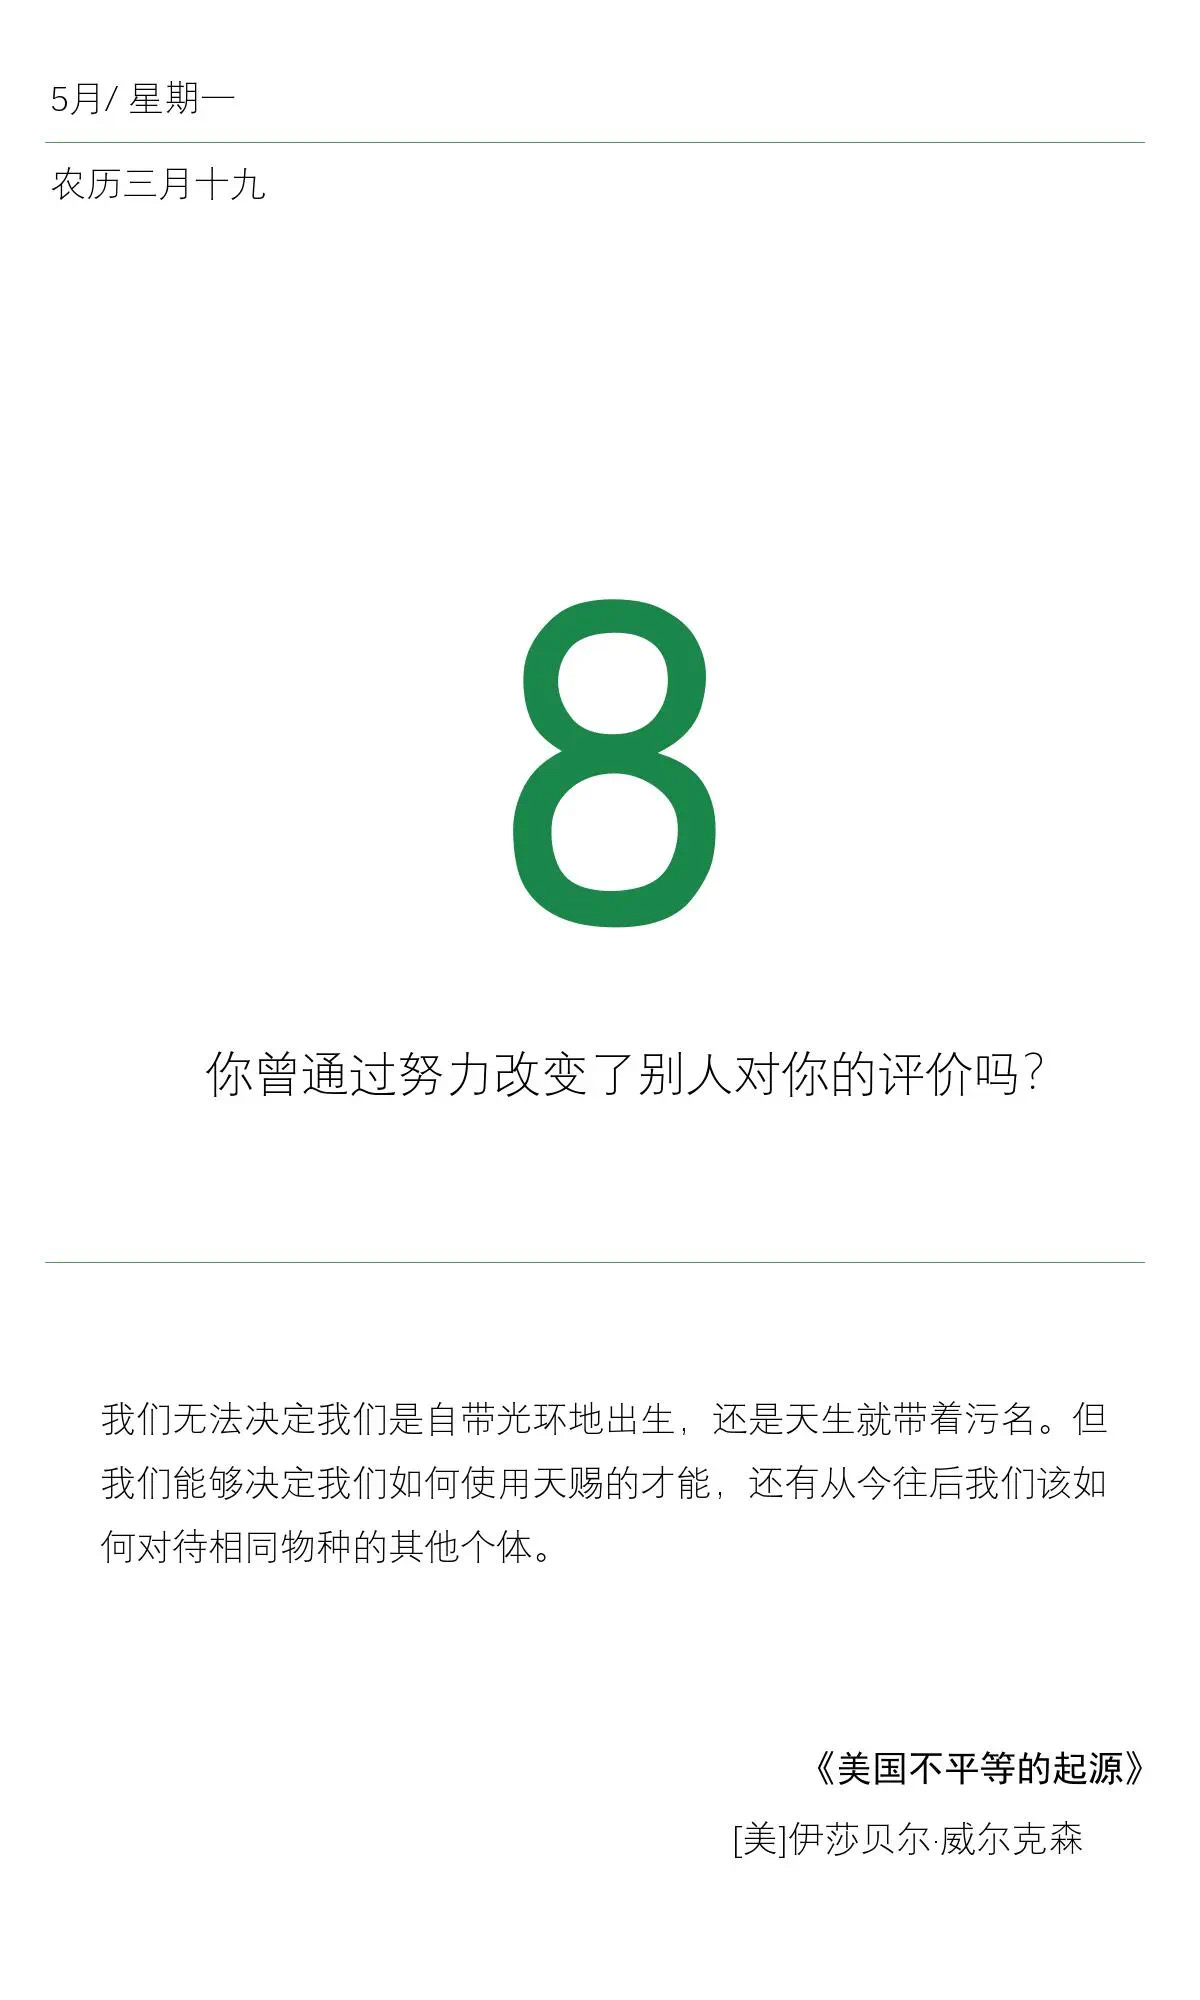 5月/ 星期一
农历三月十九
8
你曾通过努力改变了别人对你的评价吗？
我们无法决定我们是自带光环地出生，还是天生就带着污名。但
我们能够决定我们如何使用天赐的才能，还有从今往后我们该如
何对待相同物种的其他个体。
《美国不平等的起源》
[美]伊莎贝尔·威尔克森